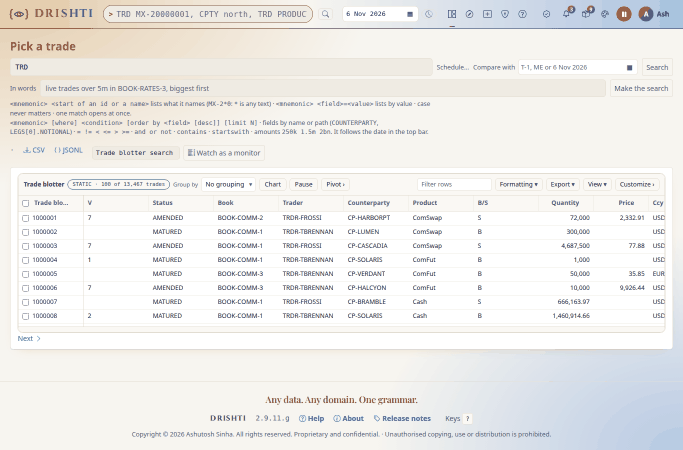 {👁} DRISHTI > TRD MX-20000001, CPTY north, TRD PRODUC 6 Nov 2026 3 9 A Ash
Pick a trade
TRD Schedule... Compare with T-1, ME or 6 Nov 2026 Search
In words live trades over 5m in BOOK-RATES-3, biggest first Make the search
<mnemonic> <start of an id or a name> lists what it names (MX-2*0: * is any text) · <mnemonic> <field>=<value> lists by value · case
never matters · one match opens at once.
<mnemonic> [where] <condition> [order by <field> [desc]] [limit N] · fields by name or path (COUNTERPARTY,
LEGS[0].NOTIONAL) · = != < <= > >= · and or not · contains · startswith · amounts 250k 1.5m 2bn. It follows the date in the top bar.
CSV JSONL Trade blotter search Watch as a monitor
Trade blotter STATIC · 100 of 13,467 trades Group by No grouping Chart Pause Pivot › Filter rows Formatting Export View Customize ›
Trade blo... V Status Book Trader Counterparty Product B/S Quantity Price Ccy
1000001 7 AMENDED BOOK-COMM-2 TRDR-FROSSI CP-HARBORPT ComSwap S 72,000 2,332.91 USD
1000002 MATURED BOOK-COMM-1 TRDR-TBRENNAN CP-LUMEN ComSwap B 300,000 USD
1000003 7 AMENDED BOOK-COMM-1 TRDR-FROSSI CP-CASCADIA ComSwap S 4,687,500 77.88 USD
1000004 1 MATURED BOOK-COMM-1 TRDR-TBRENNAN CP-SOLARIS ComFut B 1,000 USD
1000005 MATURED BOOK-COMM-3 TRDR-TBRENNAN CP-VERDANT ComFut B 50,000 35.85 EUR
1000006 7 AMENDED BOOK-COMM-3 TRDR-TBRENNAN CP-HALCYON ComFut B 10,000 9,926.44 USD
1000007 MATURED BOOK-COMM-1 TRDR-FROSSI CP-BRAMBLE Cash S 666,163.97 USD
1000008 2 MATURED BOOK-COMM-1 TRDR-TBRENNAN CP-SOLARIS Cash B 1,460,914.66 USD
Next
Any data. Any domain. One grammar.
DRISHTI 2.9.11.g Help About Release notes Keys ?
Copyright © 2026 Ashutosh Sinha. All rights reserved. Proprietary and confidential. · Unauthorised copying, use or distribution is prohibited.